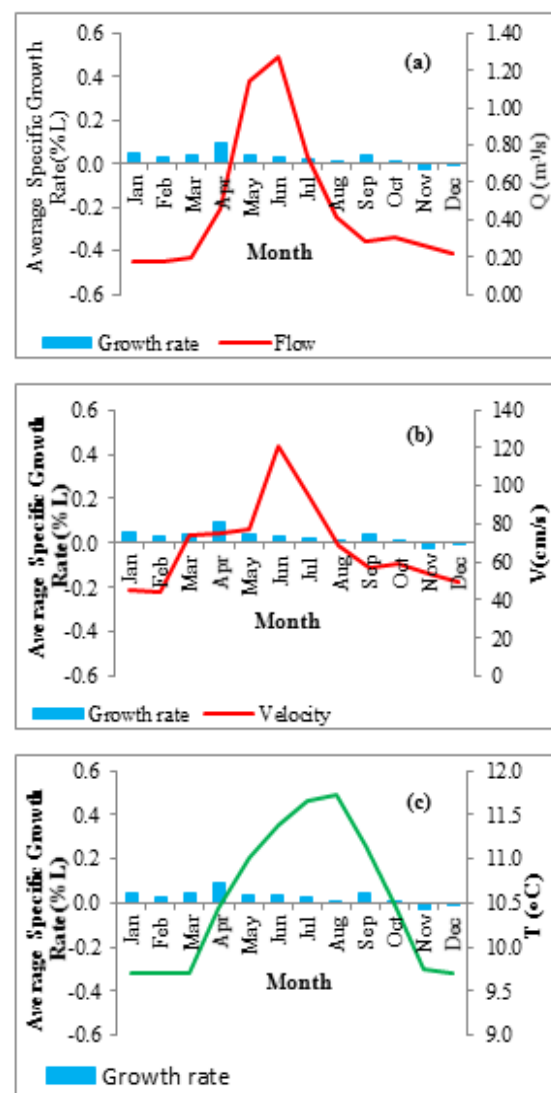 (a)
Average Specific Growth
Rate(% L)
0.6
0.4
0.2
0.0
-0.2
-0.4
-0.6
1.40
1.20
1.00
0.80
0.60
0.40
0.20
0.00
Q (m³/s)
Jan Feb Mar Apr May Jun Jul Aug Sep Oct Nov Dec
Month
Growth rate Flow
(b)
Average Specific Growth
Rate(% L)
0.6
0.4
0.2
0.0
-0.2
-0.4
-0.6
140
120
100
80
60
40
20
0
V(cm/s)
Jan Feb Mar Apr May Jun Jul Aug Sep Oct Nov Dec
Month
Growth rate Velocity
(c)
Average Specific Growth
Rate(% L)
0.6
0.4
0.2
0.0
-0.2
-0.4
-0.6
12.0
11.5
11.0
10.5
10.0
9.5
9.0
T (•C)
Jan Feb Mar Apr May Jun Jul Aug Sep Oct Nov Dec
Month
Growth rate